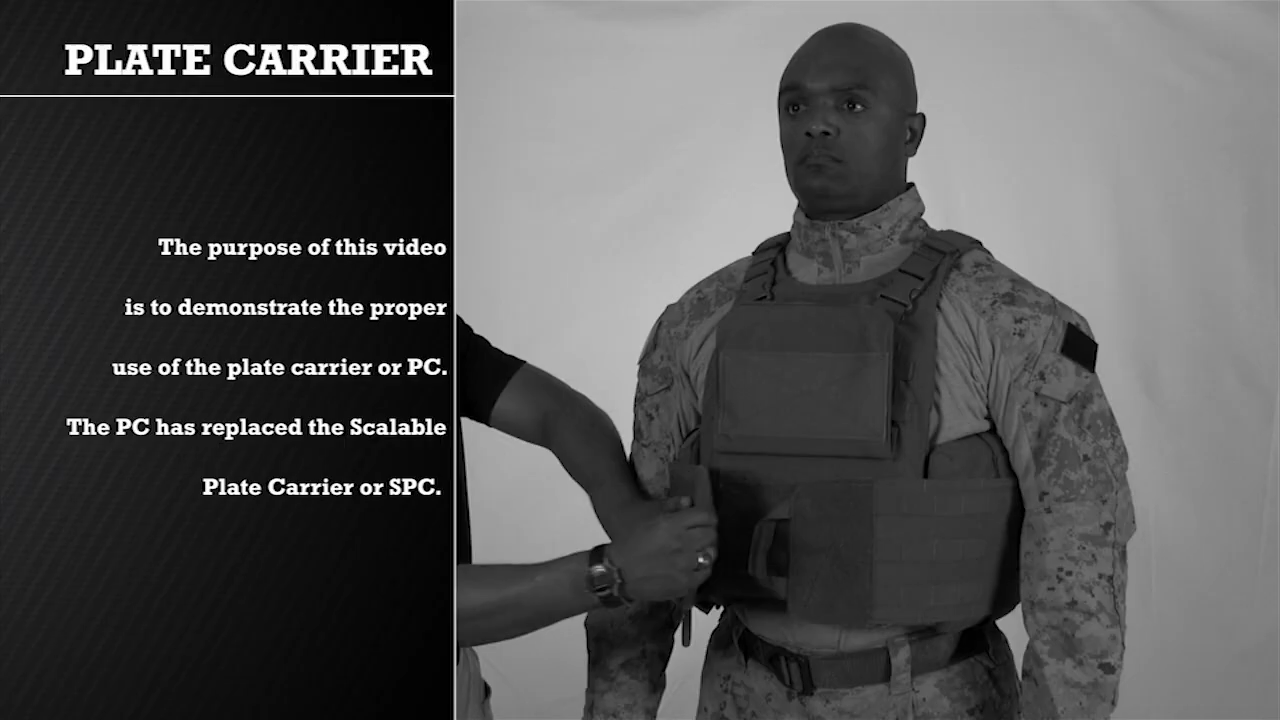 PLATE CARRIER
The purpose of this video
is to demonstrate the proper
use of the plate carrier or PC.
The PC has replaced the Scalable
Plate Carrier or SPC.